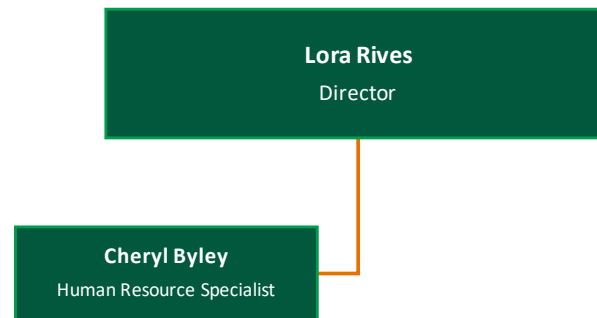 Lora Rives
Director
Cheryl Byley
Human Resource Specialist